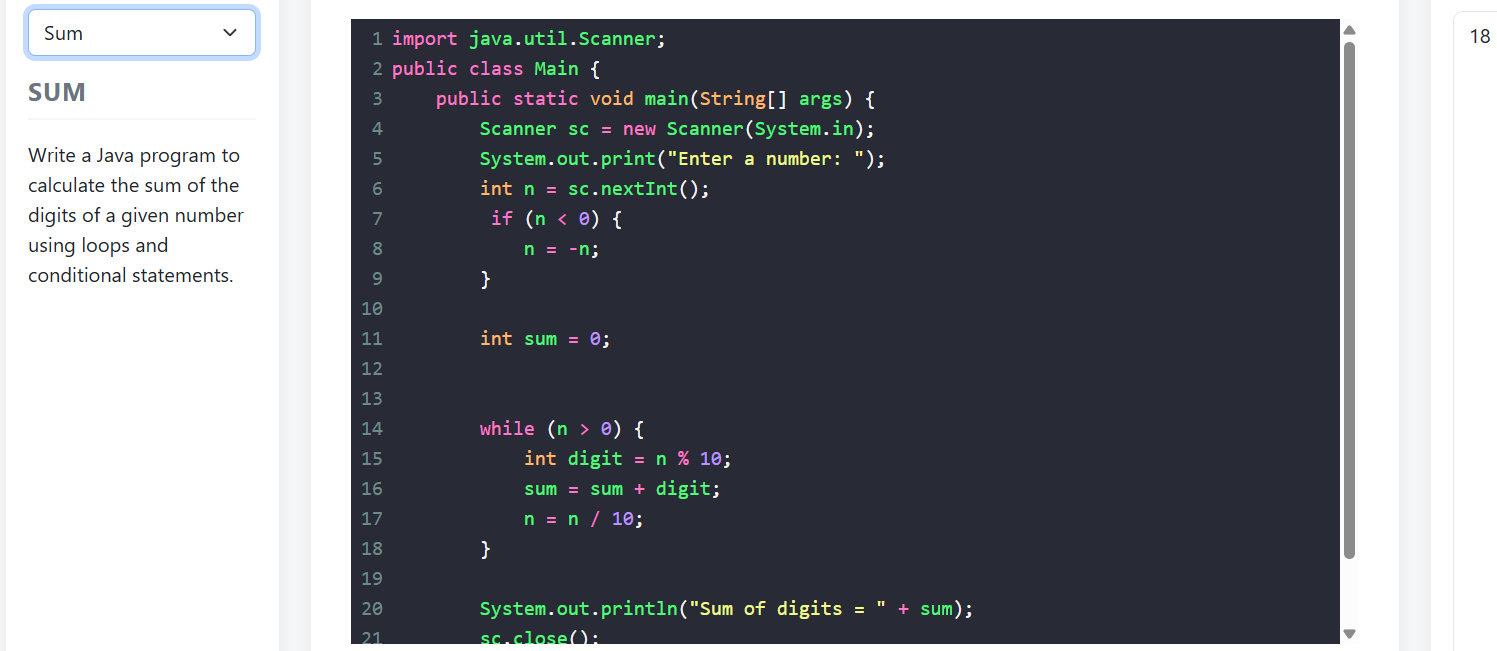 Sum
SUM
Write a Java program to
calculate the sum of the
digits of a given number
using loops and
conditional statements.
1 import java.util.Scanner;
2 public class Main {
3     public static void main(String[] args) {
4         Scanner sc = new Scanner(System.in);
5         System.out.print("Enter a number: ");
6         int n = sc.nextInt();
7          if (n < 0) {
8             n = -n;
9         }
10
11         int sum = 0;
12
13
14         while (n > 0) {
15             int digit = n % 10;
16             sum = sum + digit;
17             n = n / 10;
18         }
19
20         System.out.println("Sum of digits = " + sum);
21         sc.close();
18